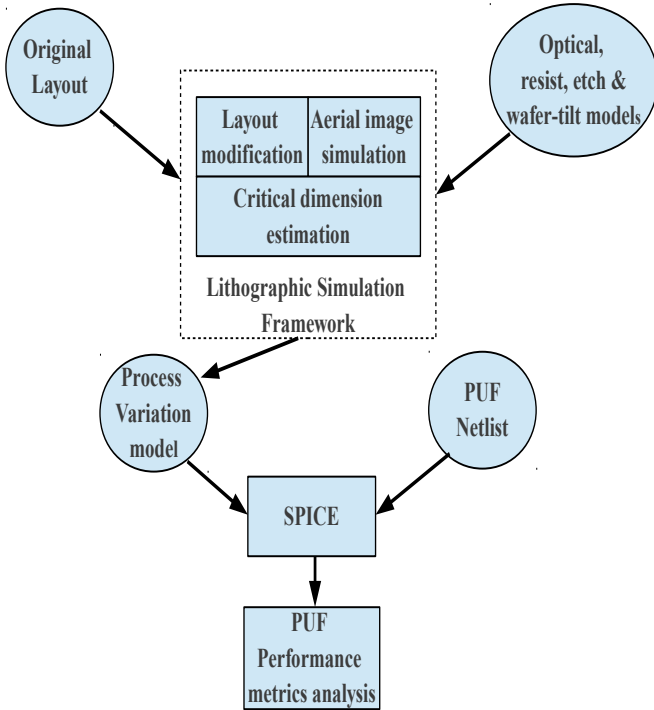 Original
Layout
Optical,
resist, etch &
wafer-tilt models
Layout
modification
Aerial image
simulation
Critical dimension
estimation
Lithographic Simulation
Framework
Process
Variation
model
PUF
Netlist
SPICE
PUF
Performance
metrics analysis